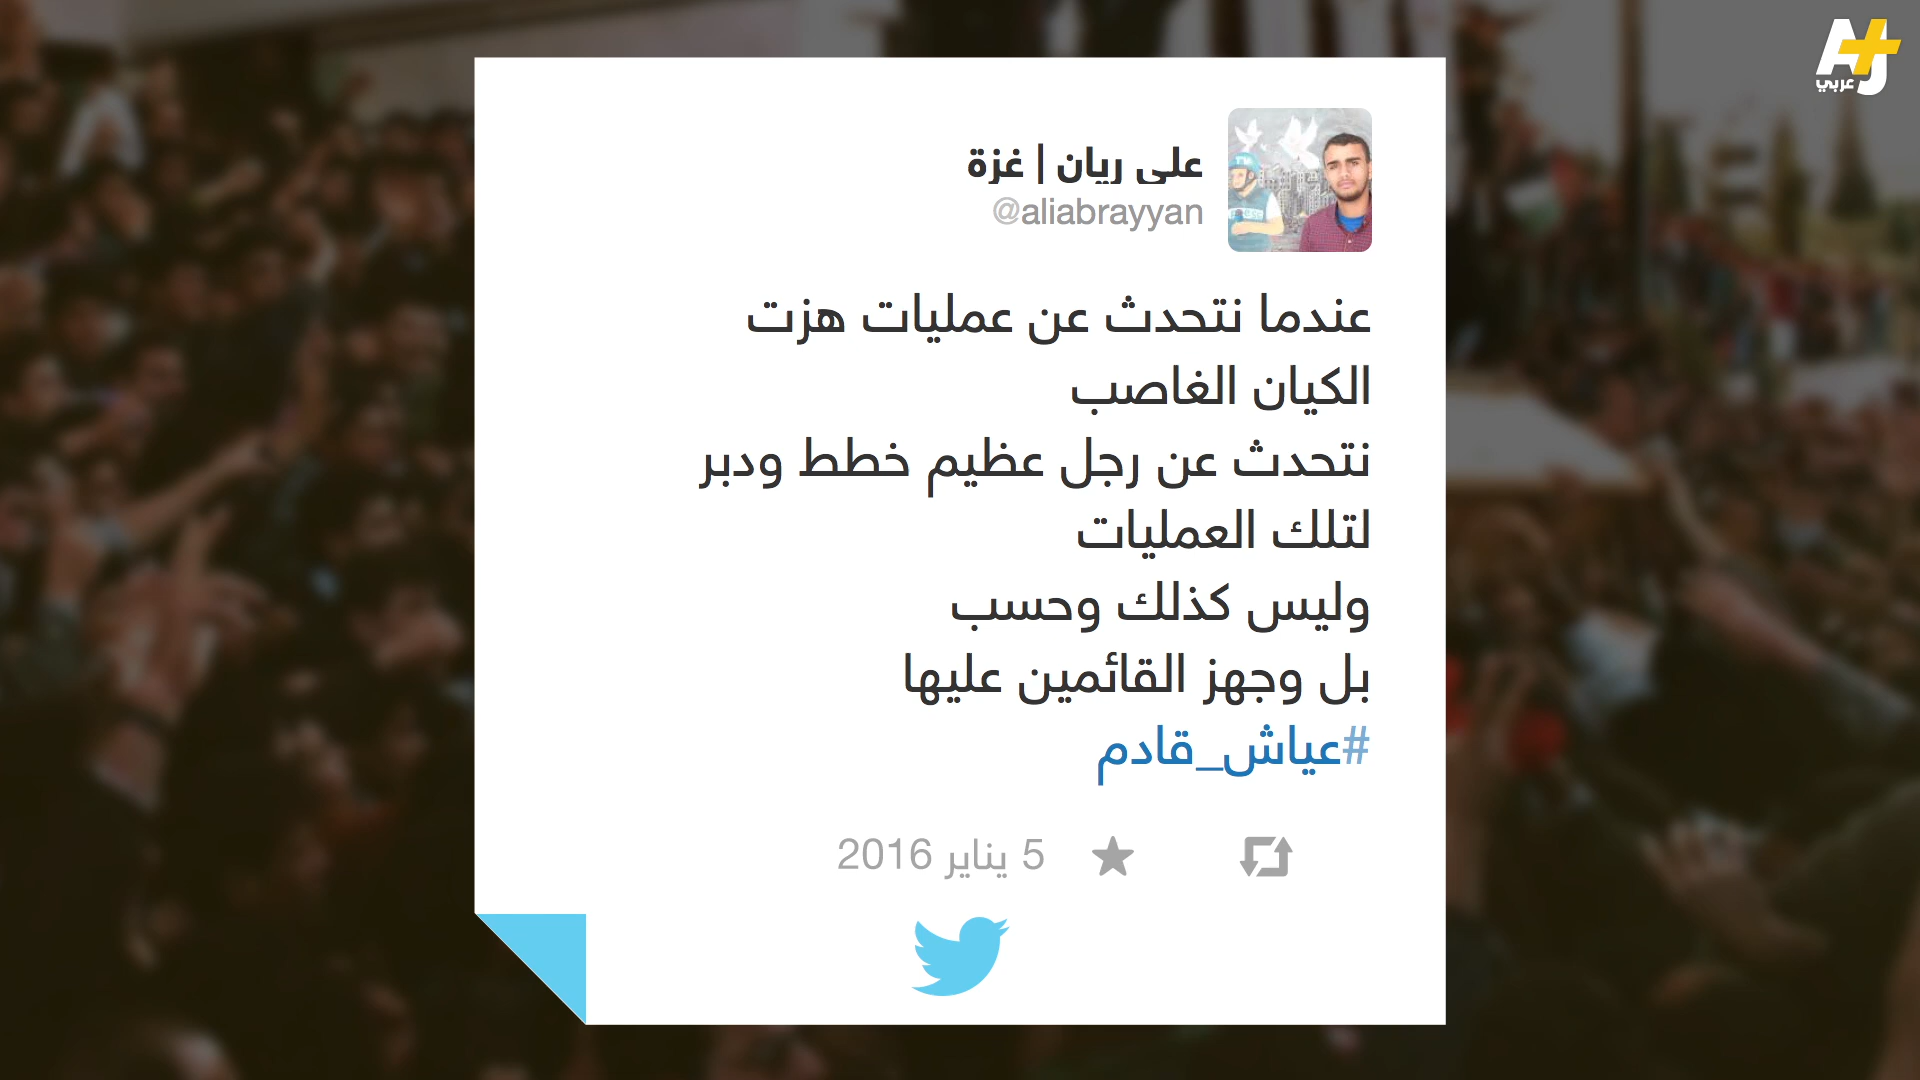 عربي
على ريان | غزة
@aliabrayyan
عندما نتحدث عن عمليات هزت
الكيان الغاصب
نتحدث عن رجل عظيم خطط ودبر
لتلك العمليات
وليس كذلك وحسب
بل وجهز القائمين عليها
#عياش_قادم
5 يناير 2016